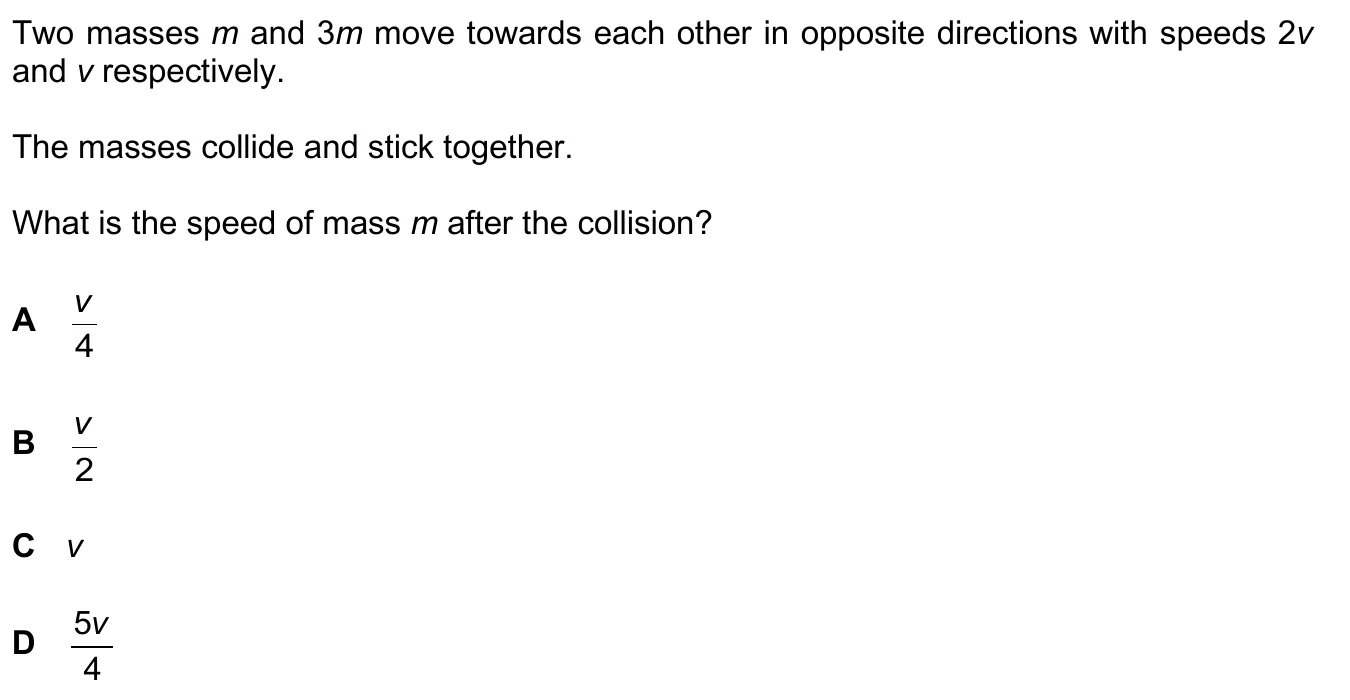 Two masses m and 3m move towards each other in opposite directions with speeds 2v
and v respectively.
The masses collide and stick together.
What is the speed of mass m after the collision?
A v/4
B v/2
C v
D 5v/4